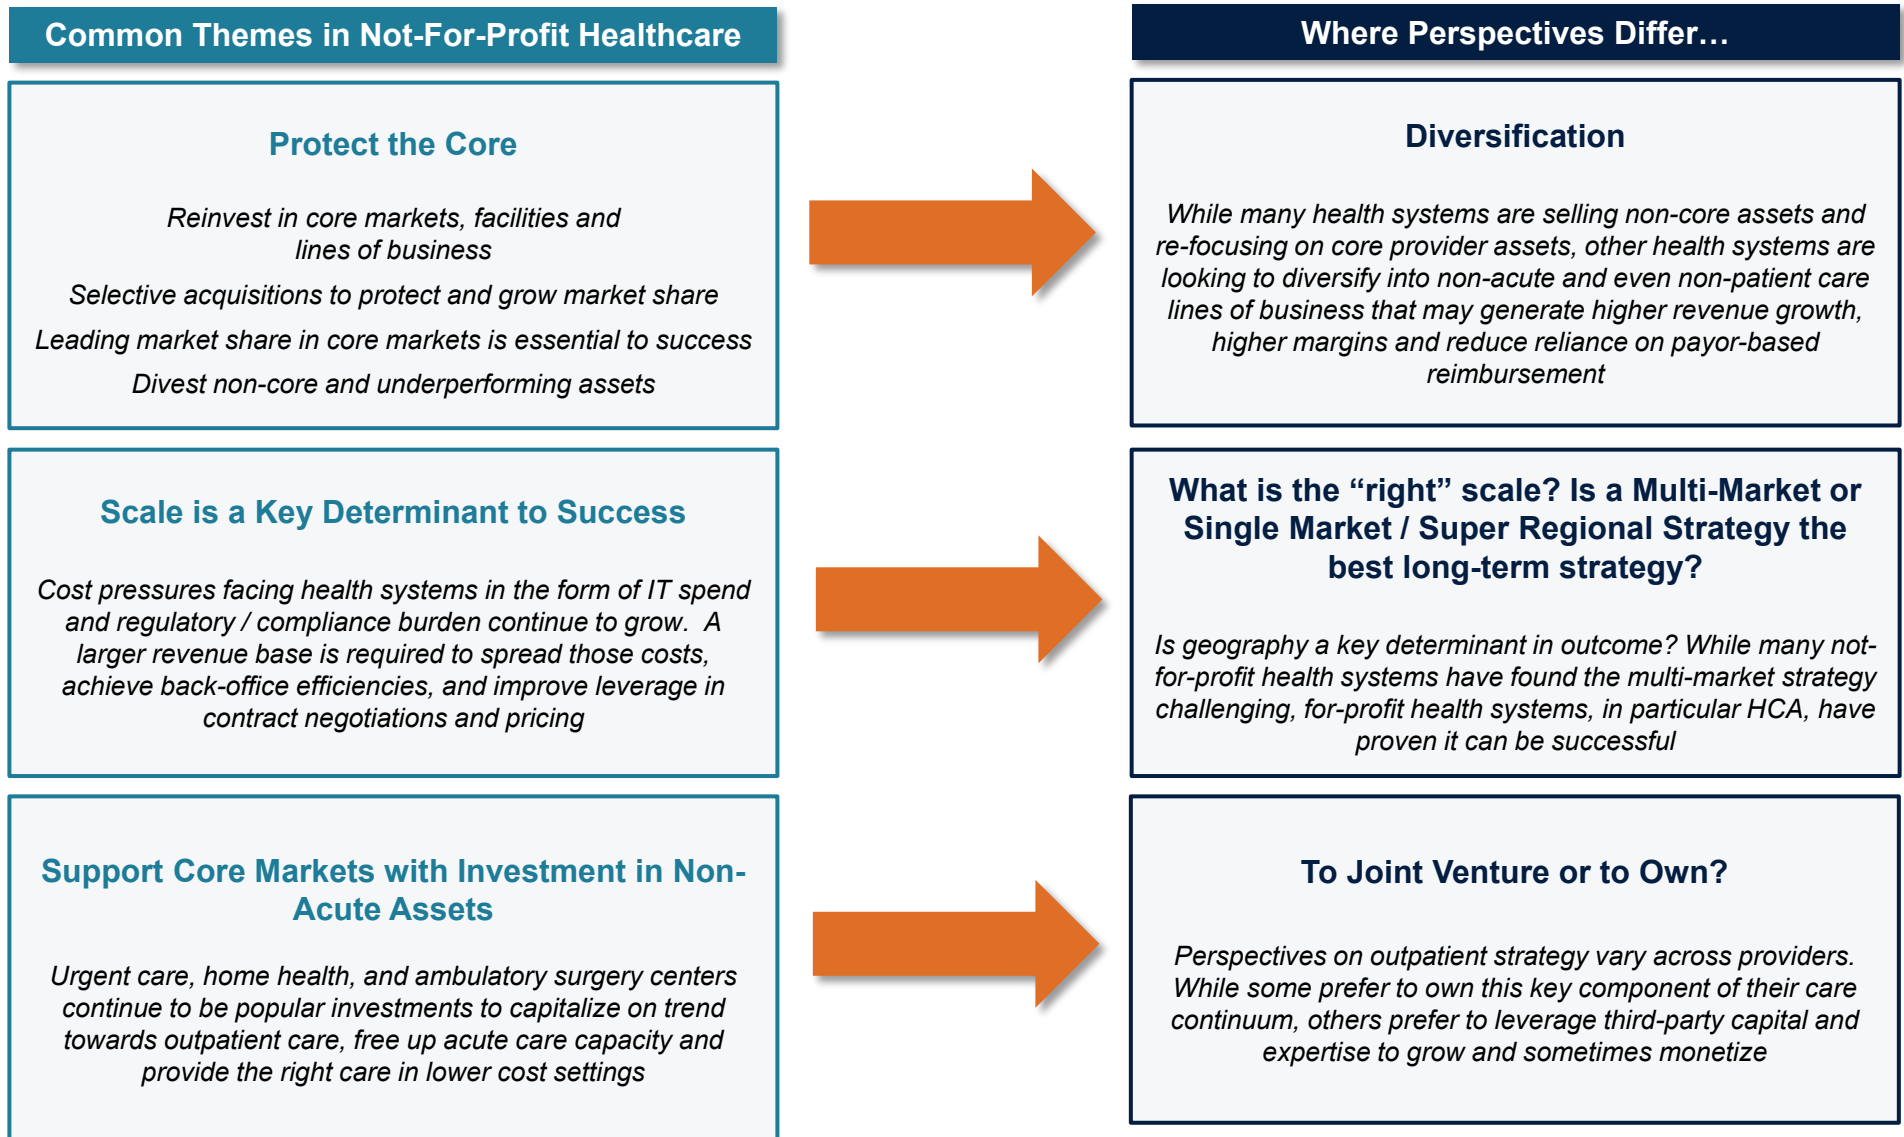 Common Themes in Not-For-Profit Healthcare
Where Perspectives Differ…
Protect the Core
Reinvest in core markets, facilities and
lines of business
Selective acquisitions to protect and grow market share
Leading market share in core markets is essential to success
Divest non-core and underperforming assets
Diversification
While many health systems are selling non-core assets and
re-focusing on core provider assets, other health systems are
looking to diversify into non-acute and even non-patient care
lines of business that may generate higher revenue growth,
higher margins and reduce reliance on payor-based
reimbursement
Scale is a Key Determinant to Success
Cost pressures facing health systems in the form of IT spend
and regulatory / compliance burden continue to grow.  A
larger revenue base is required to spread those costs,
achieve back-office efficiencies, and improve leverage in
contract negotiations and pricing
What is the “right” scale? Is a Multi-Market or
Single Market / Super Regional Strategy the
best long-term strategy?
Is geography a key determinant in outcome? While many not-
for-profit health systems have found the multi-market strategy
challenging, for-profit health systems, in particular HCA, have
proven it can be successful
Support Core Markets with Investment in Non-
Acute Assets
Urgent care, home health, and ambulatory surgery centers
continue to be popular investments to capitalize on trend
towards outpatient care, free up acute care capacity and
provide the right care in lower cost settings
To Joint Venture or to Own?
Perspectives on outpatient strategy vary across providers.
While some prefer to own this key component of their care
continuum, others prefer to leverage third-party capital and
expertise to grow and sometimes monetize